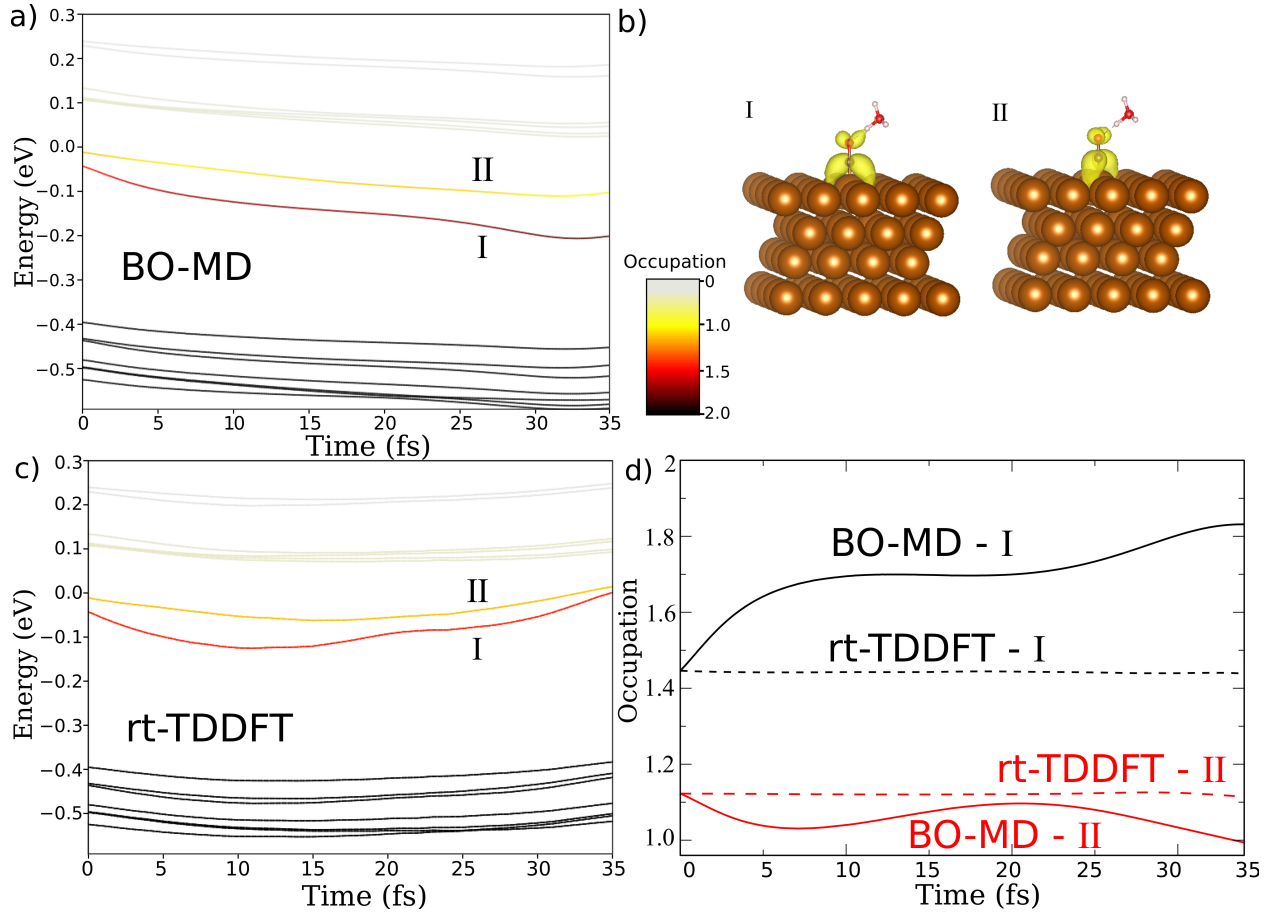 a)
Energy (eV)
0.3
0.2
0.1
0.0
−0.1
−0.2
−0.3
−0.4
−0.5
II
I
BO-MD
0 5 10 15 20 25 30 35
Time (fs)
b)
I
II
Occupation
0
1.0
1.5
2.0
c)
Energy (eV)
0.3
0.2
0.1
0.0
−0.1
−0.2
−0.3
−0.4
−0.5
II
I
rt-TDDFT
0 5 10 15 20 25 30 35
Time (fs)
d)
Occupation
2
1.8
1.6
1.4
1.2
1.0
BO-MD - I
rt-TDDFT - I
rt-TDDFT - II
BO-MD - II
0 5 10 15 20 25 30 35
Time (fs)